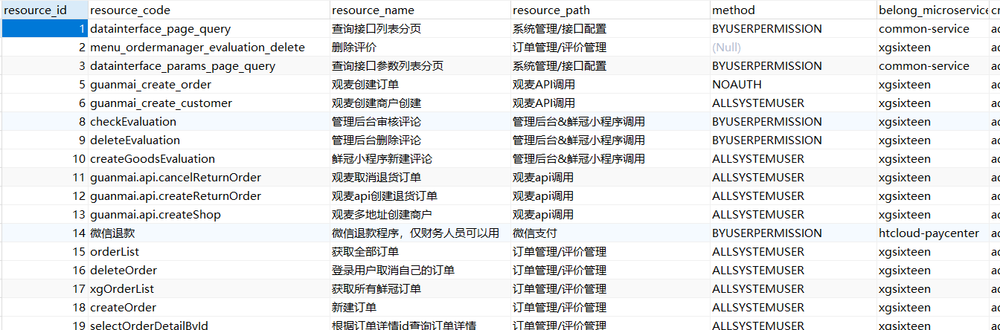 resource_id resource_code resource_name resource_path method belong_microservice
1 datainterface_page_query 查询接口列表分页 系统管理/接口配置 BYUSERPERMISSION common-service
2 menu_ordermanager_evaluation_delete 删除评价 订单管理/评价管理 (Null) xgsixteen
3 datainterface_params_page_query 查询接口参数列表分页 系统管理/接口配置 BYUSERPERMISSION common-service
5 guanmai_create_order 观麦创建订单 观麦API调用 NOAUTH xgsixteen
6 guanmai_create_customer 观麦创建商户创建 观麦API调用 ALLSYSTEMUSER xgsixteen
8 checkEvaluation 管理后台审核评论 管理后台&鲜冠小程序调用 BYUSERPERMISSION xgsixteen
9 deleteEvaluation 管理后台删除评论 管理后台&鲜冠小程序调用 BYUSERPERMISSION xgsixteen
10 createGoodsEvaluation 鲜冠小程序新建评论 管理后台&鲜冠小程序调用 ALLSYSTEMUSER xgsixteen
11 guanmai.api.cancelReturnOrder 观麦取消退货订单 观麦api调用 ALLSYSTEMUSER xgsixteen
12 guanmai.api.createReturnOrder 观麦api创建退货订单 观麦api调用 ALLSYSTEMUSER xgsixteen
13 guanmai.api.createShop 观麦多地址创建商户 观麦api调用 ALLSYSTEMUSER xgsixteen
14 微信退款 微信退款程序，仅财务人员可以用 微信支付 BYUSERPERMISSION htcloud-paycenter
15 orderList 获取全部订单 订单管理/评价管理 ALLSYSTEMUSER xgsixteen
16 deleteOrder 登录用户取消自己的订单 订单管理/评价管理 ALLSYSTEMUSER xgsixteen
17 xgOrderList 获取所有鲜冠订单 订单管理/评价管理 ALLSYSTEMUSER xgsixteen
18 createOrder 新建订单 订单管理/评价管理 ALLSYSTEMUSER xgsixteen
19 selectOrderDetailById 根据订单详情id查询订单详情 订单管理/评价管理 ALLSYSTEMUSER xgsixteen